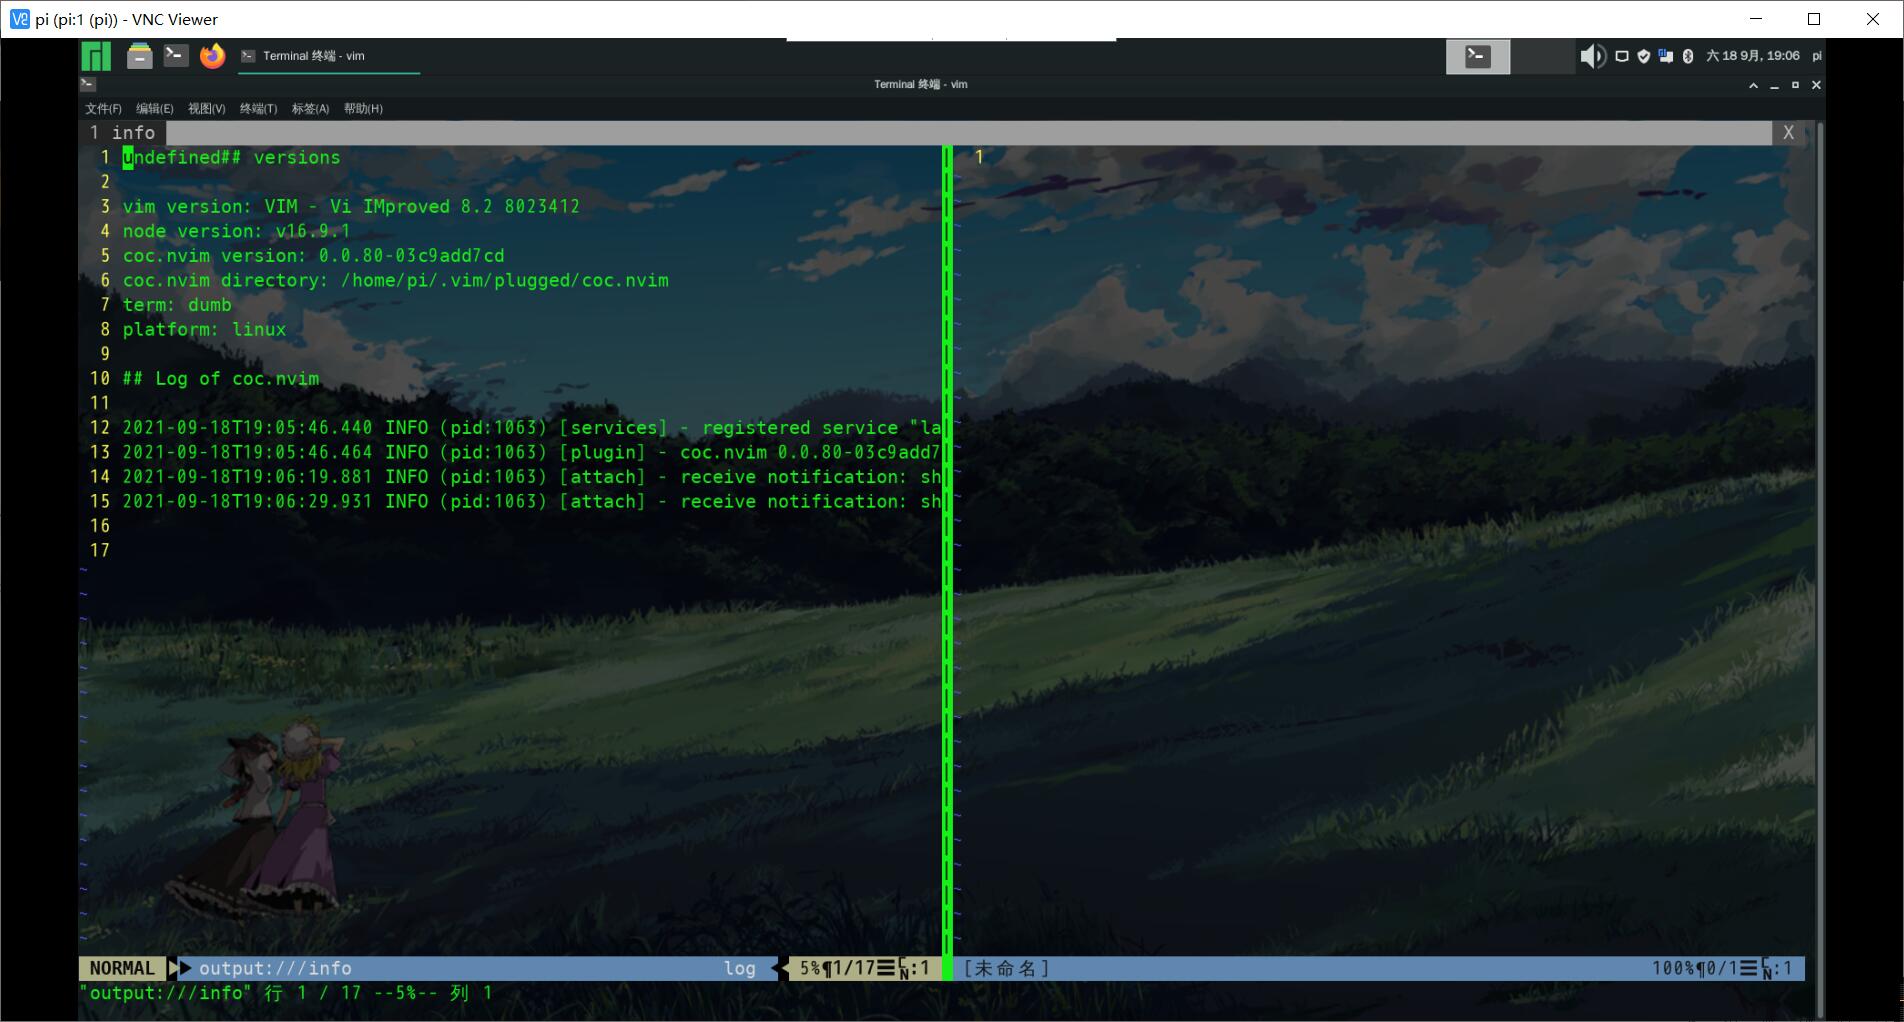 V2 pi (pi:1 (pi)) - VNC Viewer
Terminal 终端 - vim
六 18 9月, 19:06 pi
Terminal 终端 - vim
文件(F) 编辑(E) 视图(V) 终端(T) 标签(A) 帮助(H)
1 info X
1 undefined## versions
2
3 vim version: VIM - Vi IMproved 8.2 8023412
4 node version: v16.9.1
5 coc.nvim version: 0.0.80-03c9add7cd
6 coc.nvim directory: /home/pi/.vim/plugged/coc.nvim
7 term: dumb
8 platform: linux
9
10 ## Log of coc.nvim
11
12 2021-09-18T19:05:46.440 INFO (pid:1063) [services] - registered service "la
13 2021-09-18T19:05:46.464 INFO (pid:1063) [plugin] - coc.nvim 0.0.80-03c9add7
14 2021-09-18T19:06:19.881 INFO (pid:1063) [attach] - receive notification: sh
15 2021-09-18T19:06:29.931 INFO (pid:1063) [attach] - receive notification: sh
16
17
1
NORMAL output:///info log 5%¶1/17☰:1
[未命名] 100%¶0/1☰:1
"output:///info" 行 1 / 17 --5%-- 列 1